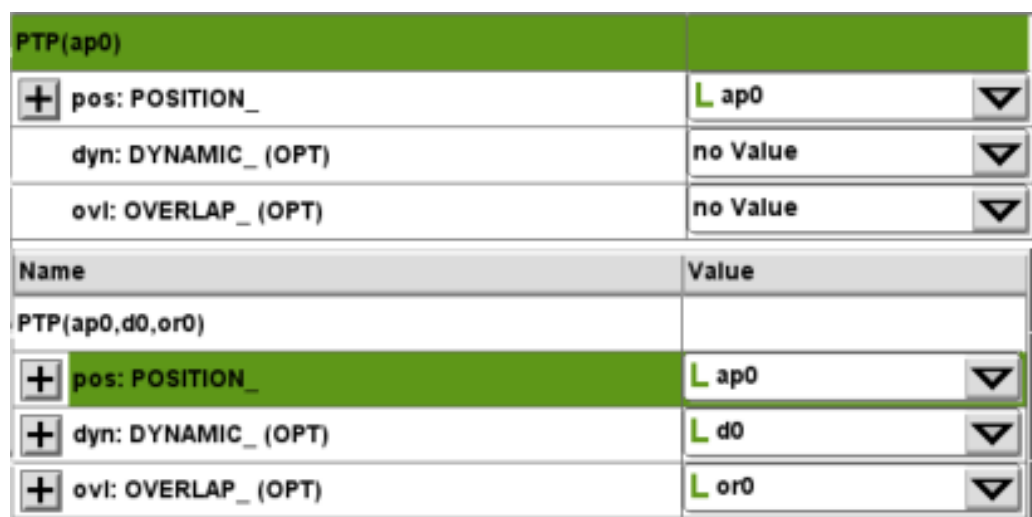 PTP(ap0)
pos: POSITION_ L ap0
dyn: DYNAMIC_ (OPT) no Value
ovl: OVERLAP_ (OPT) no Value
Name Value
PTP(ap0,d0,or0)
pos: POSITION_ L ap0
dyn: DYNAMIC_ (OPT) L d0
ovl: OVERLAP_ (OPT) L or0